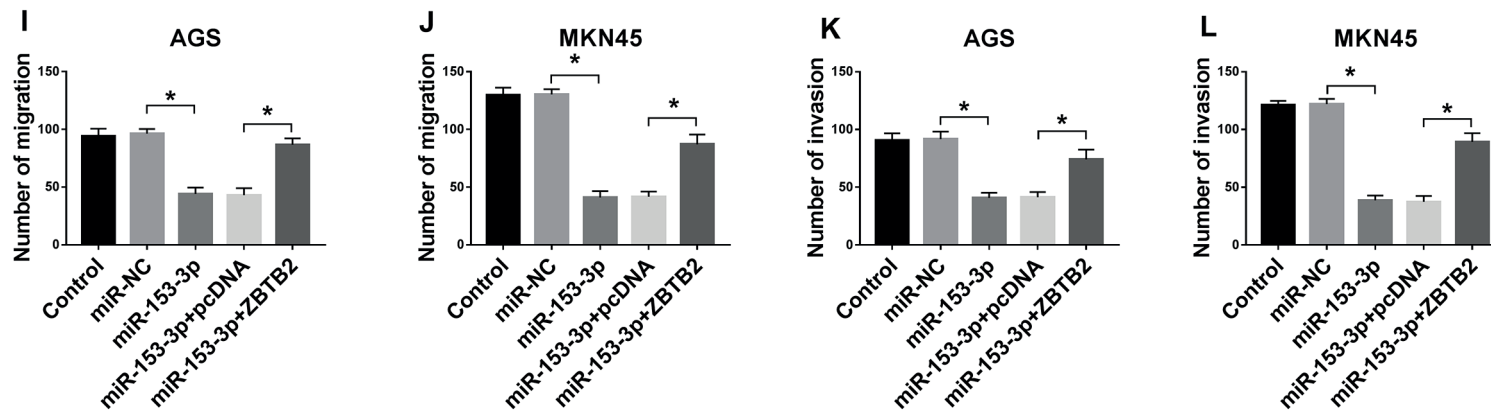 I
AGS
Number of migration
150
100
50
0
*
*
Control
miR-NC
miR-153-3p
miR-153-3p+pcDNA
miR-153-3p+ZBTB2
J
MKN45
Number of migration
150
100
50
0
*
*
Control
miR-NC
miR-153-3p
miR-153-3p+pcDNA
miR-153-3p+ZBTB2
K
AGS
Number of invasion
150
100
50
0
*
*
Control
miR-NC
miR-153-3p
miR-153-3p+pcDNA
miR-153-3p+ZBTB2
L
MKN45
Number of invasion
150
100
50
0
*
*
Control
miR-NC
miR-153-3p
miR-153-3p+pcDNA
miR-153-3p+ZBTB2